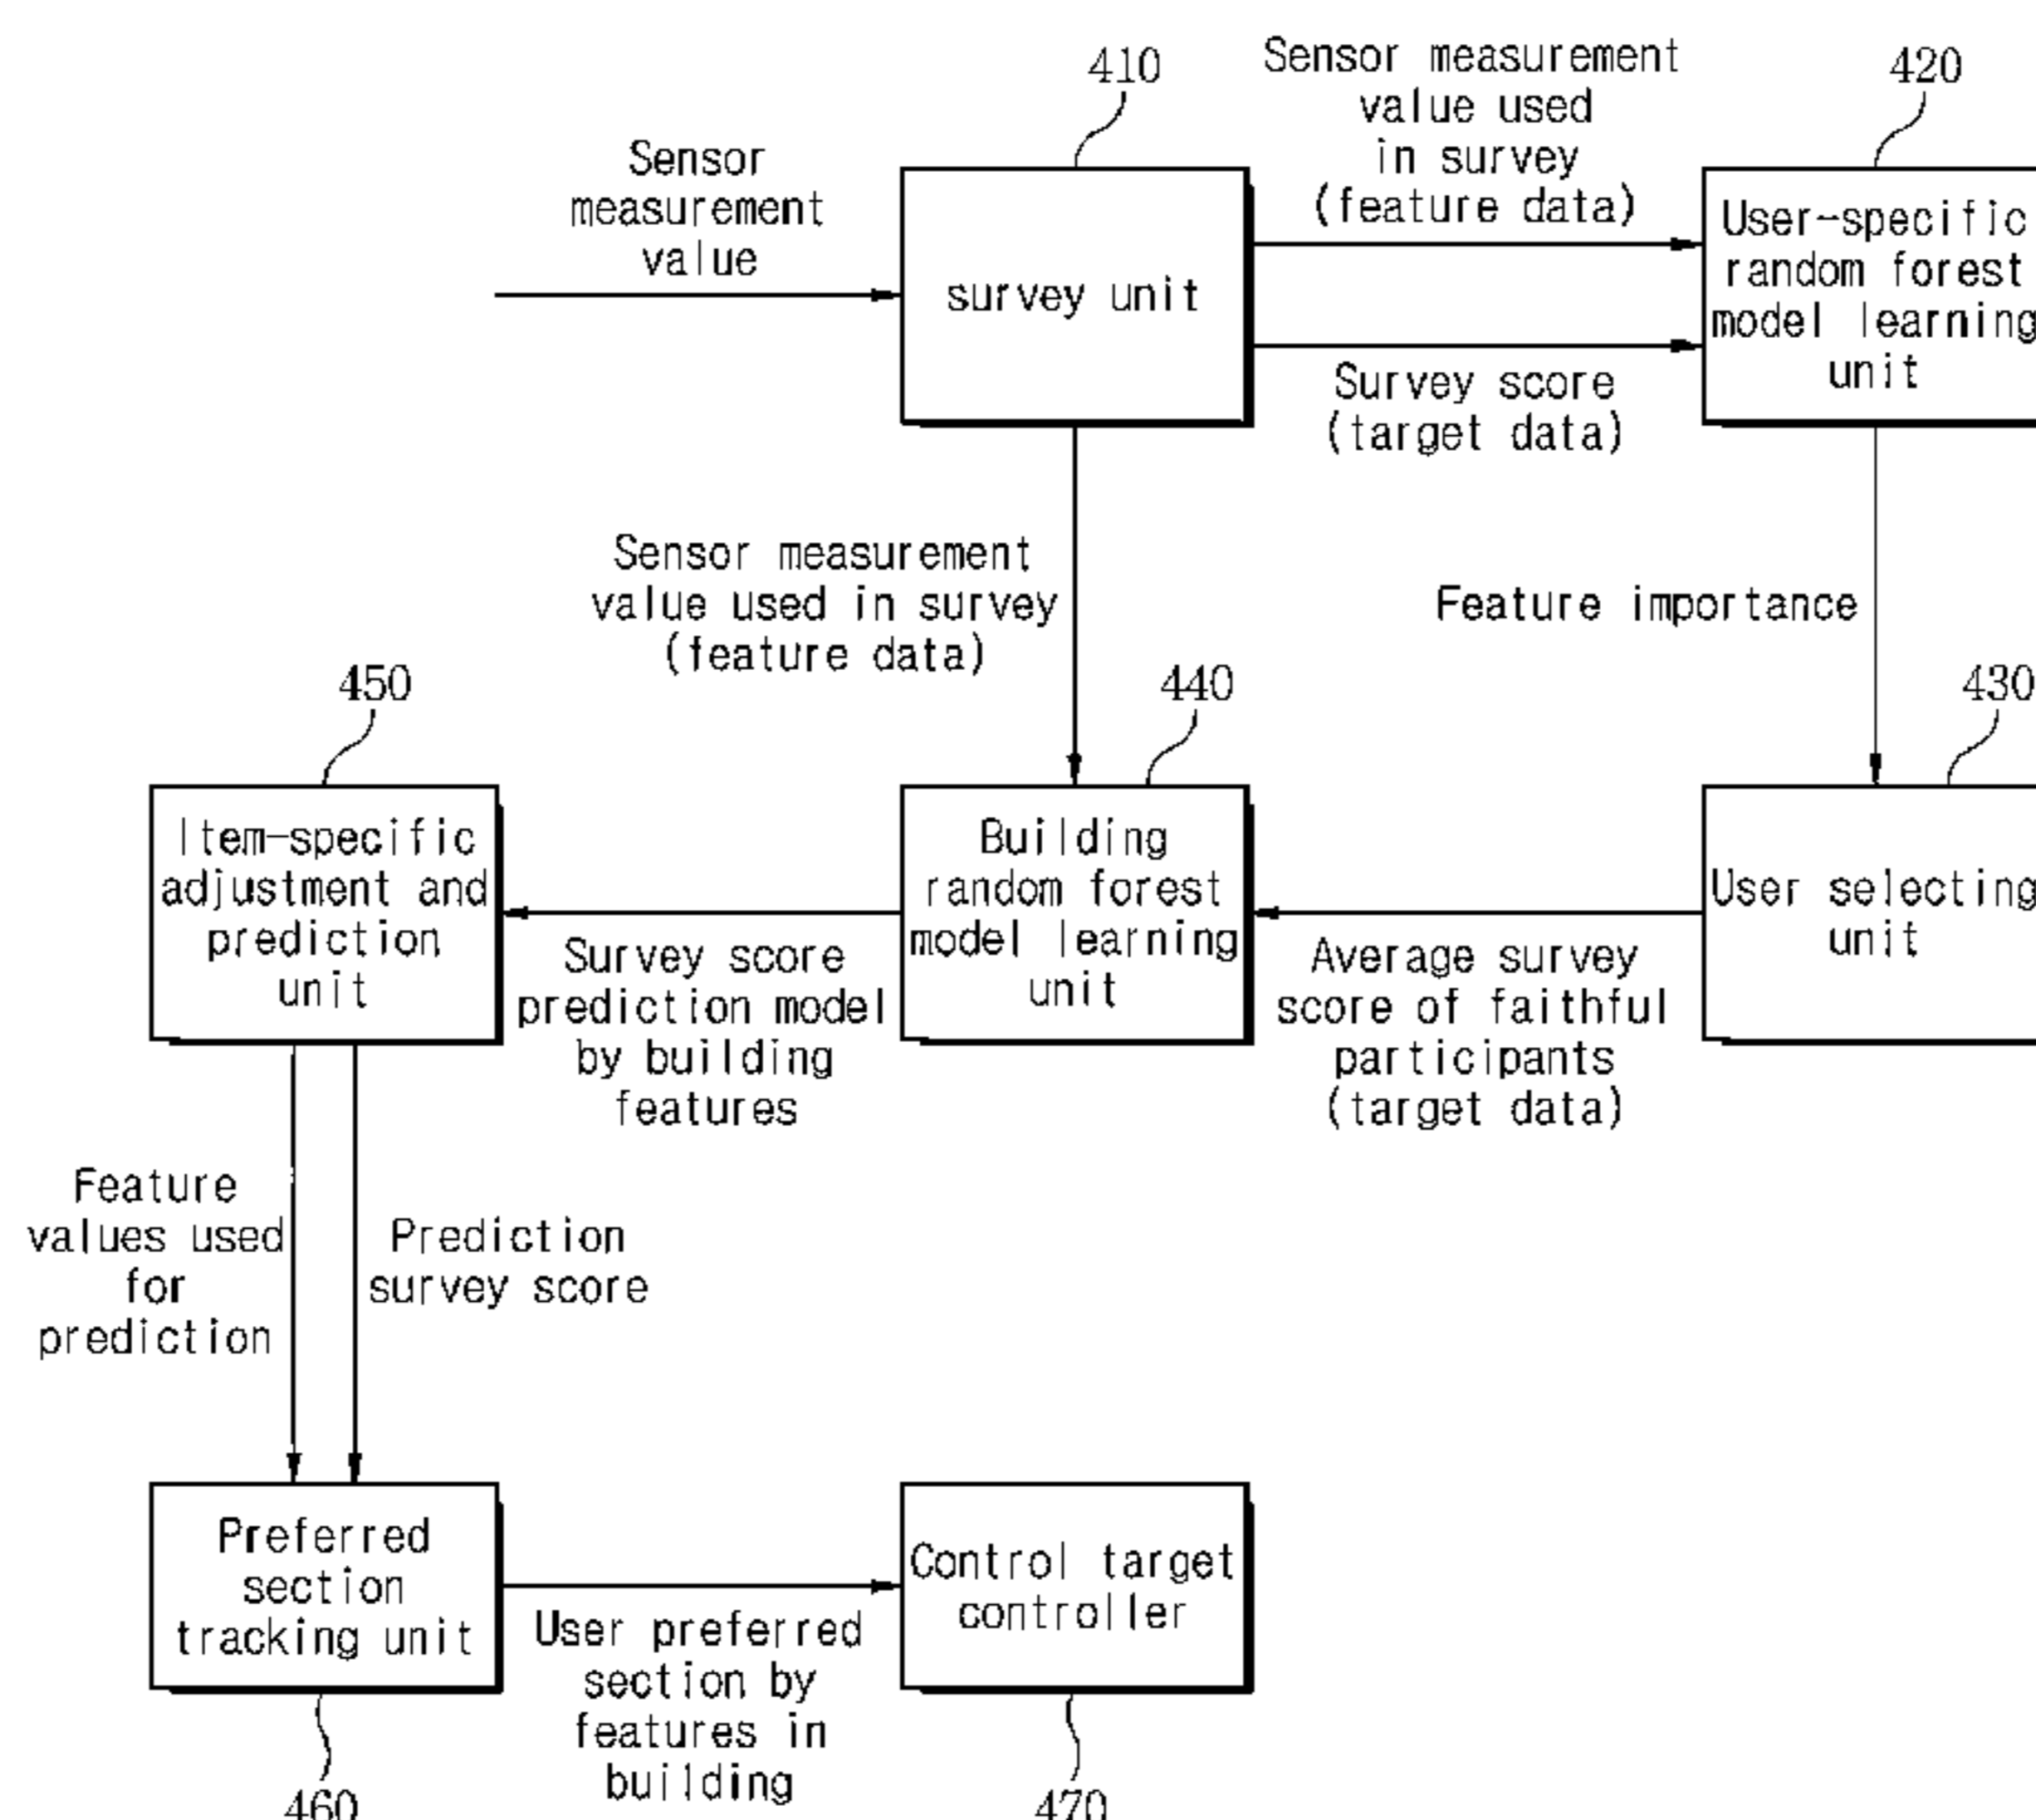 410
Sensor measurement
value used
in survey
(feature data)
420
Sensor
measurement
value
survey unit
User-specific
random forest
model learning
unit
Survey score
(target data)
Sensor measurement
value used in survey
(feature data)
Feature importance
450
440
430
Item-specific
adjustment and
prediction
unit
Building
random forest
model learning
unit
User selecting
unit
Survey score
prediction model
by building
features
Average survey
score of faithful
participants
(target data)
Feature
values used
for
prediction
Prediction
survey score
Preferred
section
tracking unit
Control target
controller
User preferred
section by
features in
building
460
470